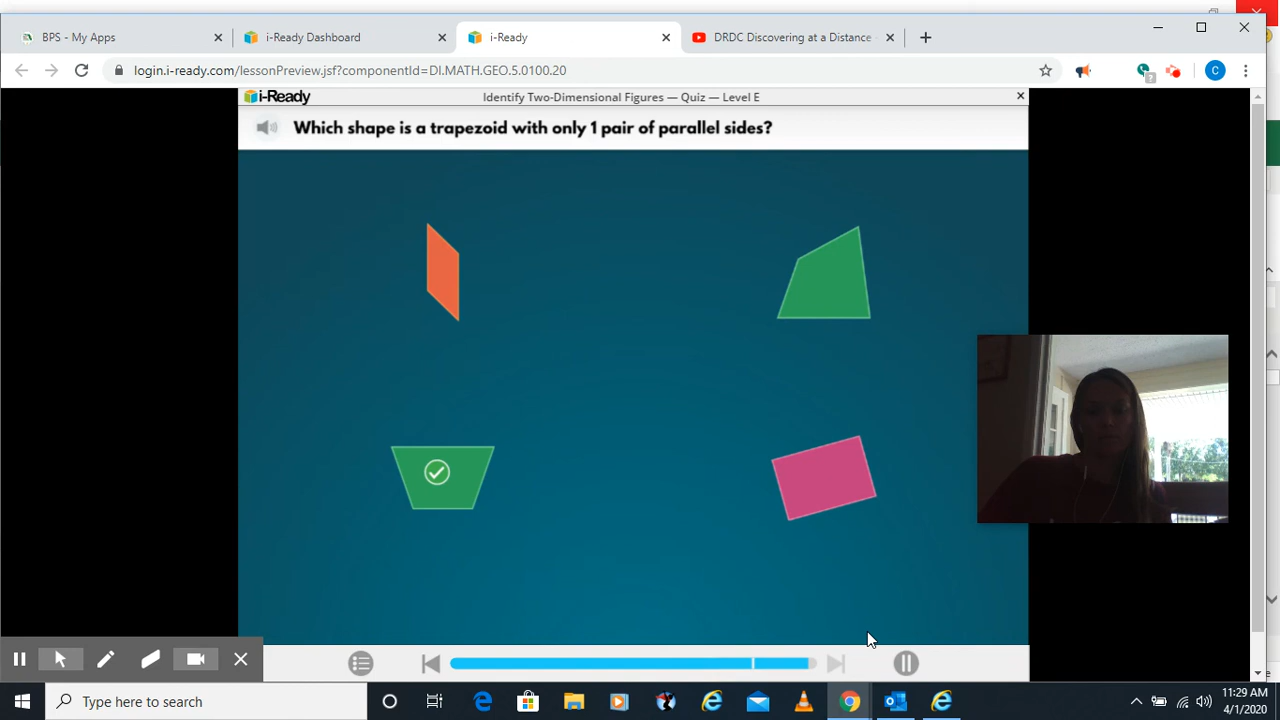 BPS - My Apps
i-Ready Dashboard
i-Ready
DRDC Discovering at a Distance
login.i-ready.com/lessonPreview.jsf?componentId=DI.MATH.GEO.5.0100.20
C
?
i-Ready
Identify Two-Dimensional Figures — Quiz — Level E
Which shape is a trapezoid with only 1 pair of parallel sides?
Type here to search
11:29 AM
4/1/2020